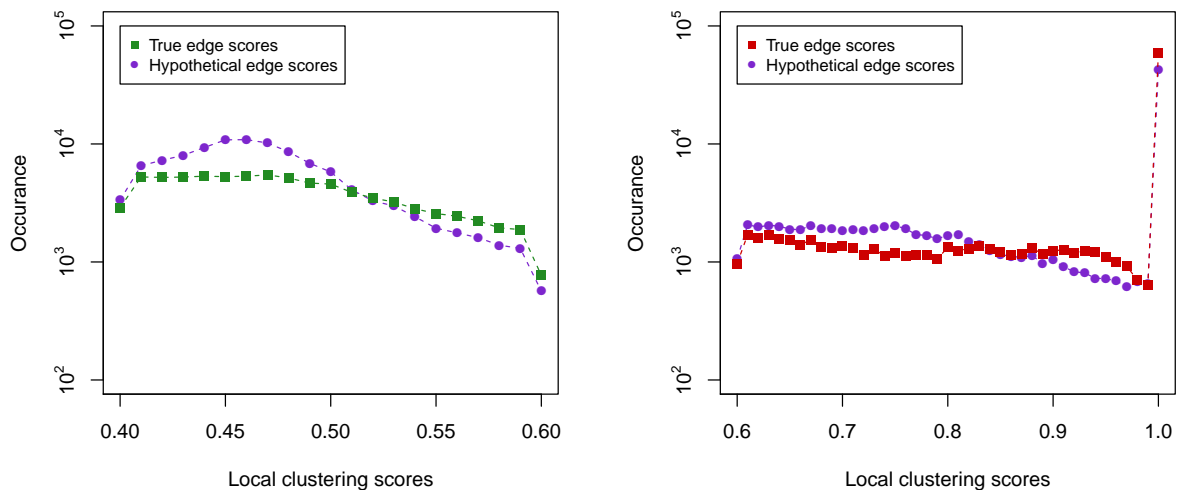 True edge scores
Hypothetical edge scores
Occurance
10^5
10^4
10^3
10^2
0.40 0.45 0.50 0.55 0.60
Local clustering scores
True edge scores
Hypothetical edge scores
Occurance
10^5
10^4
10^3
10^2
0.6 0.7 0.8 0.9 1.0
Local clustering scores